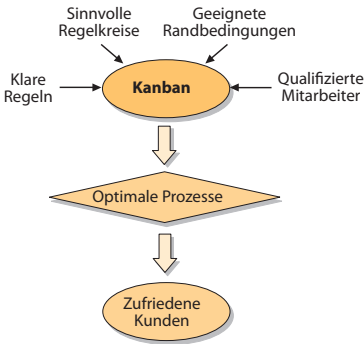 Sinnvolle
Regelkreise
Geeignete
Randbedingungen
Klare
Regeln
Kanban
Qualifizierte
Mitarbeiter
Optimale Prozesse
Zufriedene
Kunden